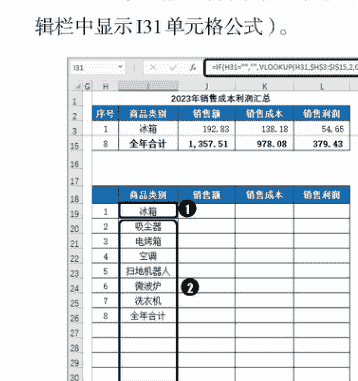 辑栏中显示I31单元格公式）。
I31 fx =IF(H31="","",VLOOKUP(H31,$H$3:$I$15,2,0
G H I J K L
1 2023年销售成本利润汇总
2 序号 商品类别 销售额 销售成本 销售利润
3 1 冰箱 192.83 138.18 54.65
15 8 全年合计 1,357.51 978.08 379.43
16
17
18 商品类别 销售额 销售成本 销售利润
19 1 冰箱 1
20 2 吸尘器
21 3 电烤箱
22 4 空调
23 5 扫地机器人
24 6 微波炉 2
25 7 洗衣机
26 8 全年合计
27
28
29
30